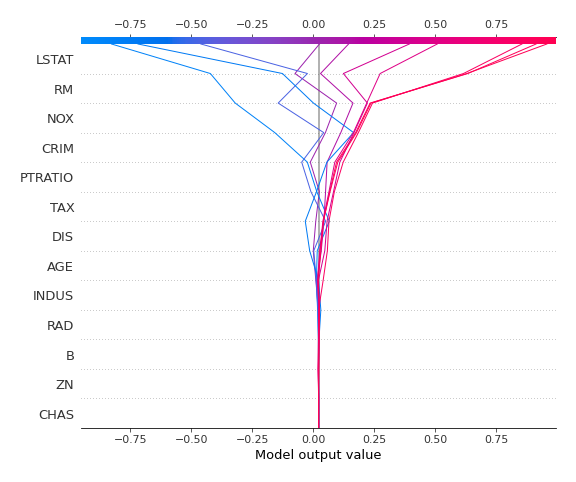 −0.75 −0.50 −0.25 0.00 0.25 0.50 0.75
LSTAT
RM
NOX
CRIM
PTRATIO
TAX
DIS
AGE
INDUS
RAD
B
ZN
CHAS
−0.75 −0.50 −0.25 0.00 0.25 0.50 0.75
Model output value